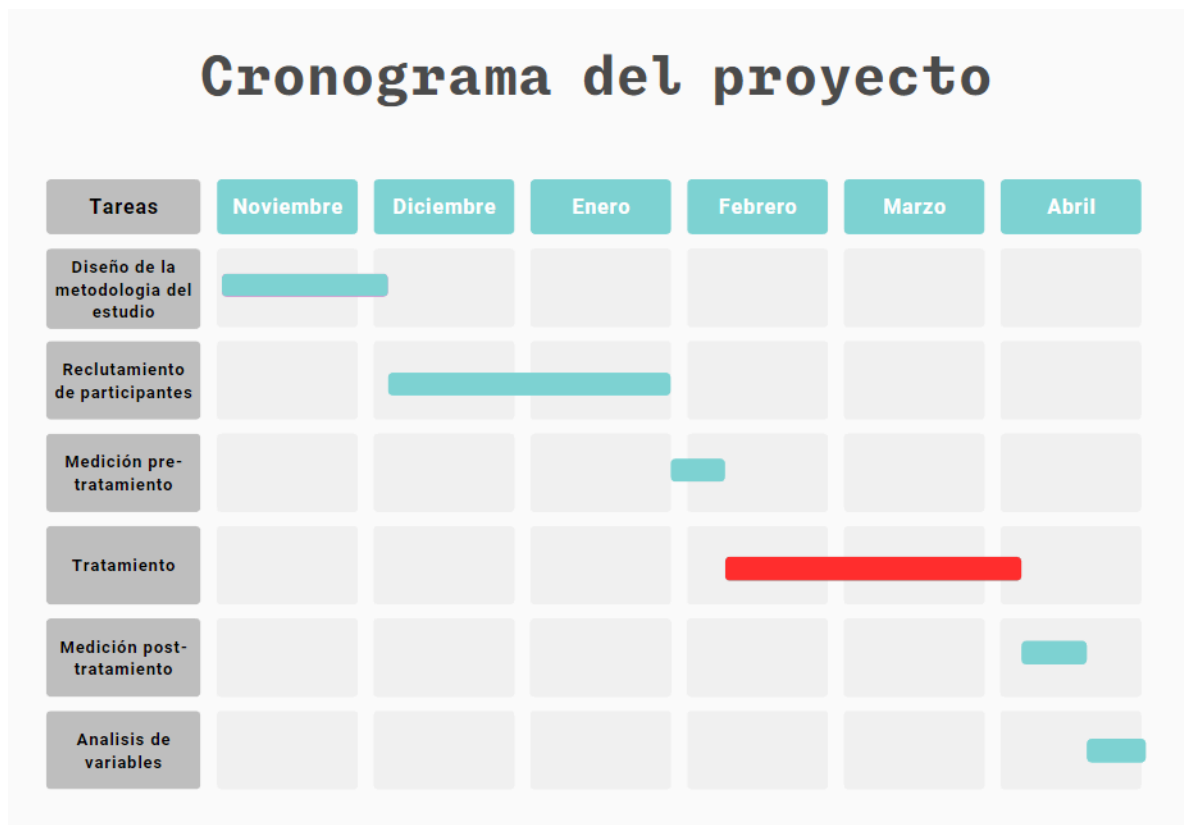 Cronograma del proyecto
Tareas
Noviembre
Diciembre
Enero
Febrero
Marzo
Abril
Diseño de la
metodologia del
estudio
Reclutamiento
de participantes
Medición pre-
tratamiento
Tratamiento
Medición post-
tratamiento
Analisis de
variables